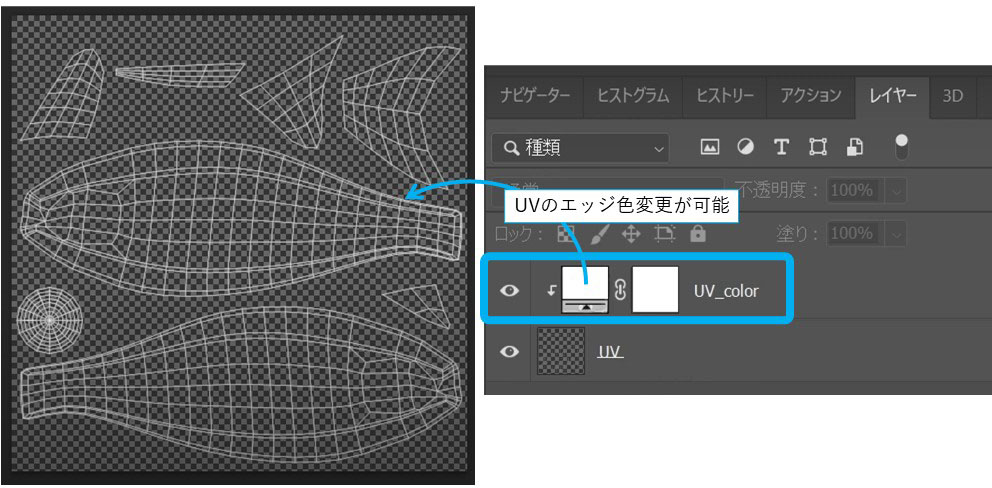 ナビゲーター ヒストグラム ヒストリー アクション レイヤー 3D
種類
不透明度: 100%
UVのエッジ色変更が可能
ロック: 塗り: 100%
UV_color
UV